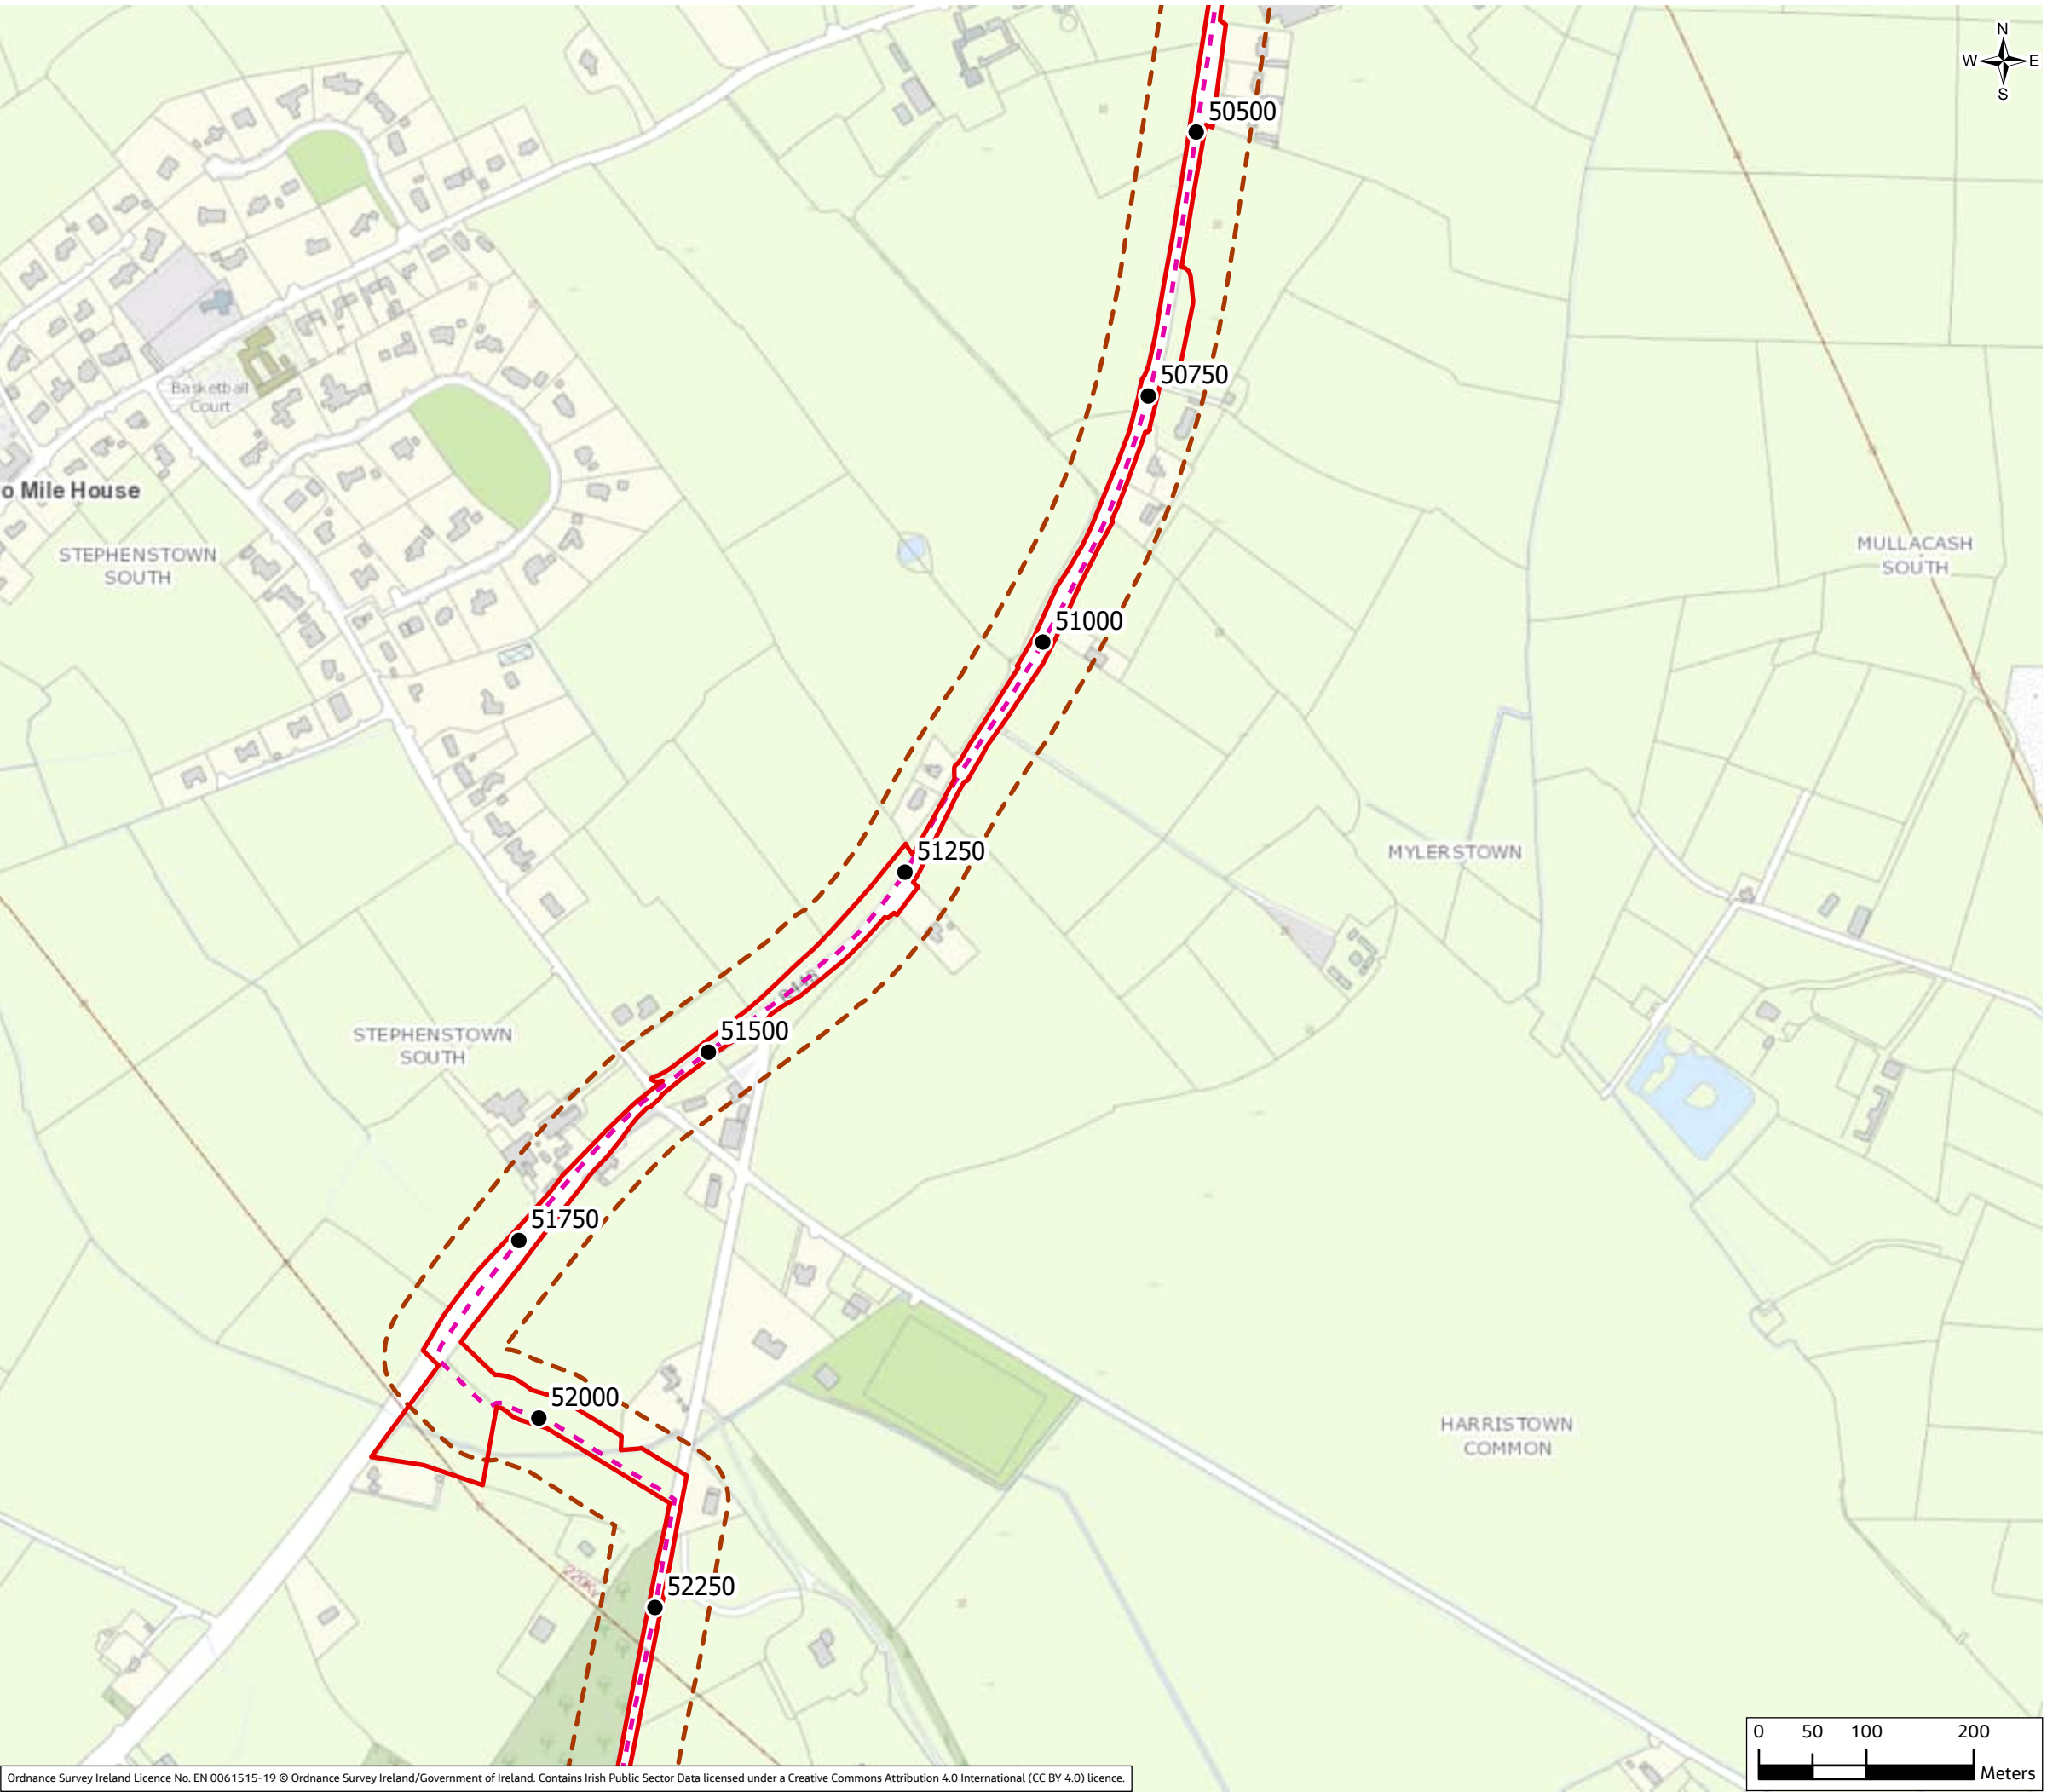 N
W E
S
50500
50750
Basketball
Court
o Mile House
STEPHENSTOWN
SOUTH
MULLACASH
SOUTH
51000
51250
MYLERSTOWN
51500
STEPHENSTOWN
SOUTH
51750
52000
HARRISTOWN
COMMON
52250
0 50 100 200
Meters
Ordnance Survey Ireland Licence No. EN 0061515-19 © Ordnance Survey Ireland/Government of Ireland. Contains Irish Public Sector Data licensed under a Creative Commons Attribution 4.0 International (CC BY 4.0) licence.